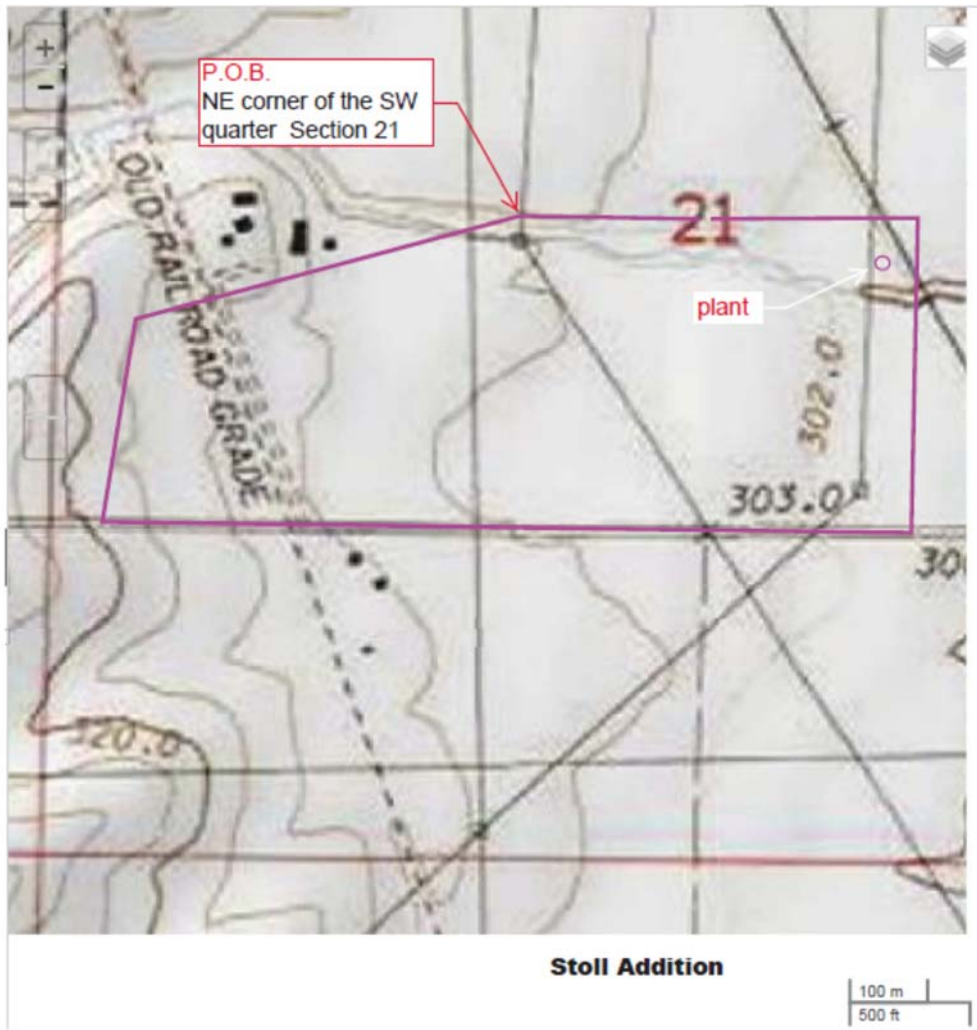 +
-
P.O.B.
NE corner of the SW
quarter Section 21
21
OLD RAILROAD GRADE
plant
302.0
303.0
30
320.0
Stoll Addition
100 m
500 ft